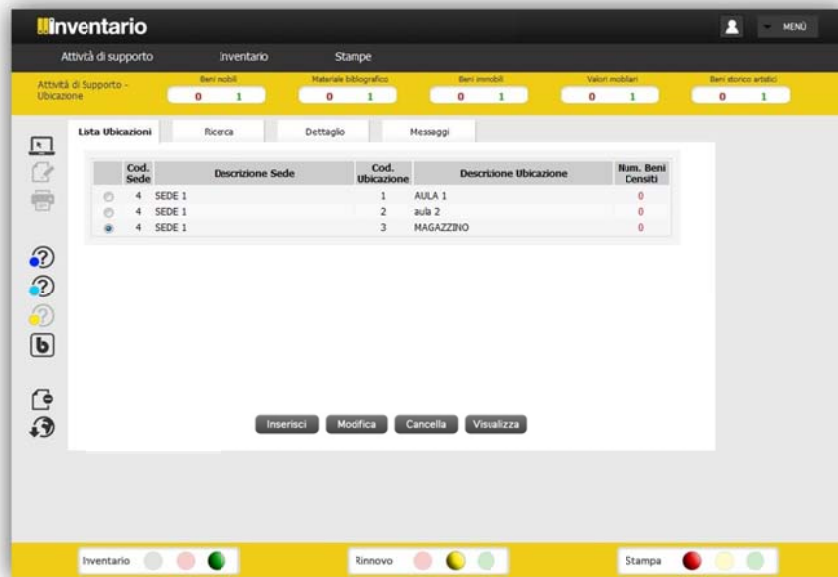 inventario
MENÙ
Attività di supporto Inventario Stampe
Attività di Supporto -
Ubicazione
Beni mobili Materiale bibliografico Beni immobili Valori mobiliari Beni storico artistici
0 1 0 1 0 1 0 1 0 1
Lista Ubicazioni Ricerca Dettaglio Messaggi
Cod.
Sede Descrizione Sede Cod.
Ubicazione Descrizione Ubicazione Num. Beni
Censiti
4 SEDE 1 1 AULA 1 0
4 SEDE 1 2 aula 2 0
4 SEDE 1 3 MAGAZZINO 0
Inserisci Modifica Cancella Visualizza
Inventario Rinnovo Stampa